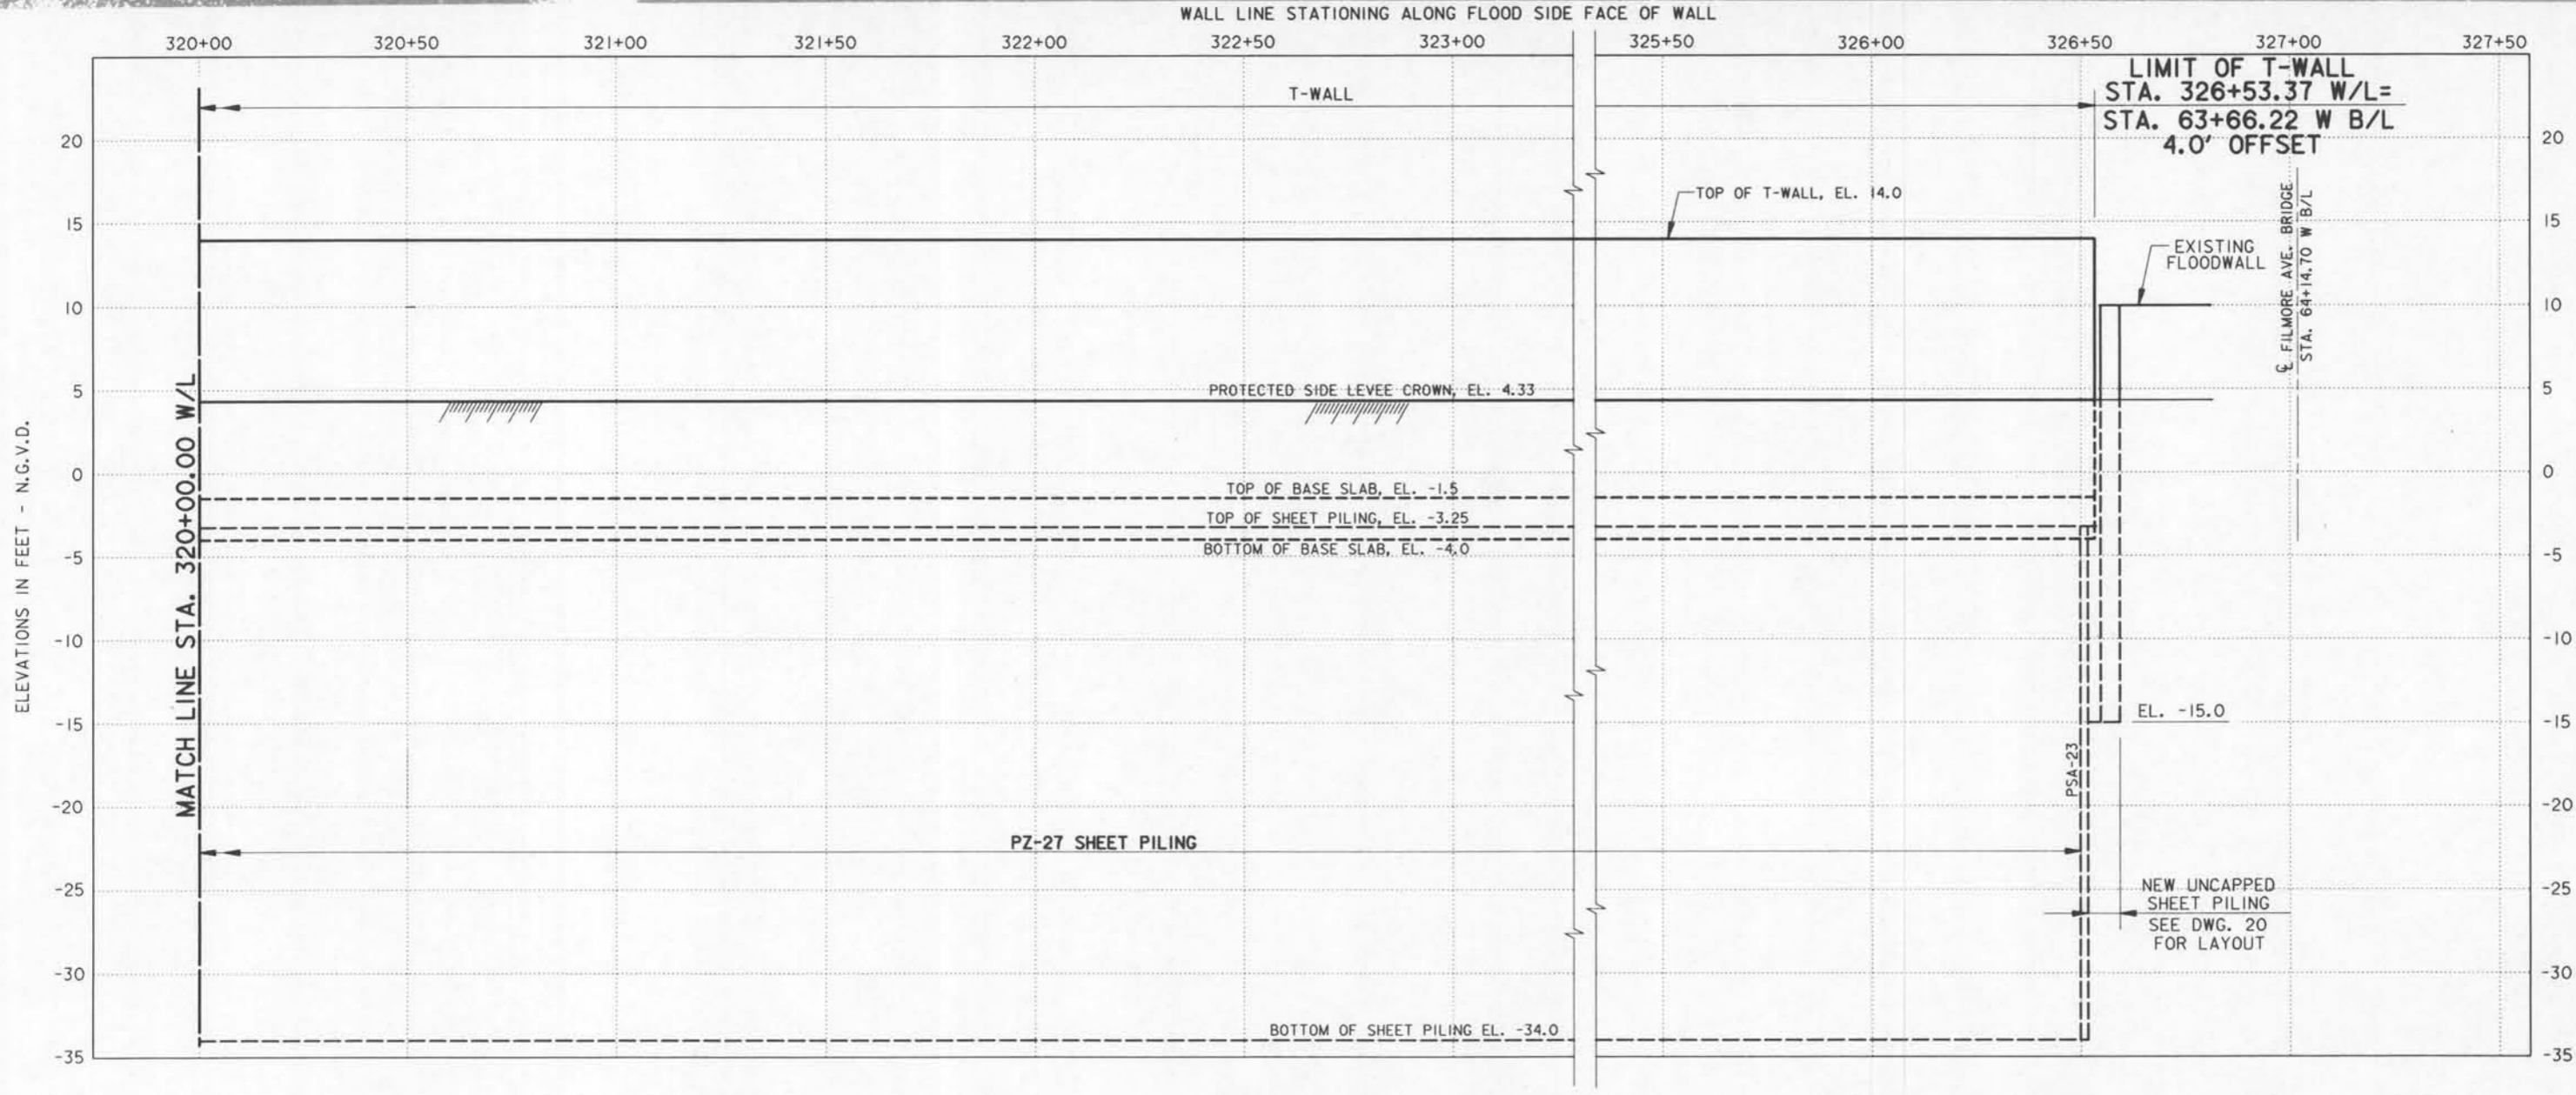 WALL LINE STATIONING ALONG FLOOD SIDE FACE OF WALL
320+00 320+50 321+00 321+50 322+00 322+50 323+00 325+50 326+00 326+50 327+00 327+50
LIMIT OF T-WALL
STA. 326+53.37 W/L=
STA. 63+66.22 W B/L
4.0' OFFSET
T-WALL
20 20
TOP OF T-WALL, EL. 14.0
15 15
EXISTING
FLOODWALL
℄ FILMORE AVE. BRIDGE
STA. 64+14.70 W B/L
10 10
PROTECTED SIDE LEVEE CROWN, EL. 4.33
5 5
ELEVATIONS IN FEET - N.G.V.D.
MATCH LINE STA. 320+00.00 W/L
0 0
TOP OF BASE SLAB, EL. -1.5
TOP OF SHEET PILING, EL. -3.25
BOTTOM OF BASE SLAB, EL. -4.0
-5 -5
-10 -10
EL. -15.0
-15 -15
PSA-23
-20 -20
PZ-27 SHEET PILING
-25 -25
NEW UNCAPPED
SHEET PILING
SEE DWG. 20
FOR LAYOUT
-30 -30
BOTTOM OF SHEET PILING EL. -34.0
-35 -35